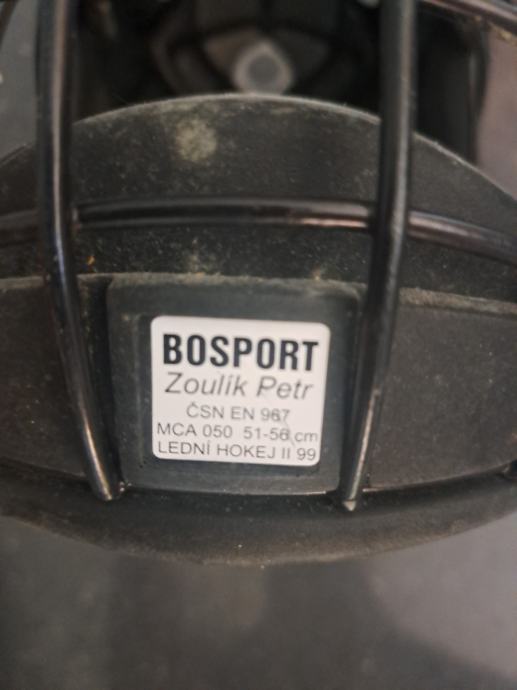 BOSPORT
Zoulík Petr
ČSN EN 967
MCA 050 51-56 cm
LEDNÍ HOKEJ II 99